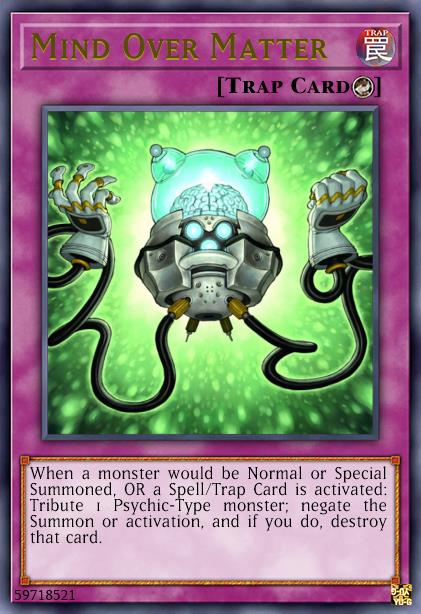 Mind Over Matter
TRAP
罠
[Trap Card]
When a monster would be Normal or Special
Summoned, OR a Spell/Trap Card is activated:
Tribute 1 Psychic-Type monster; negate the
Summon or activation, and if you do, destroy
that card.
59718521